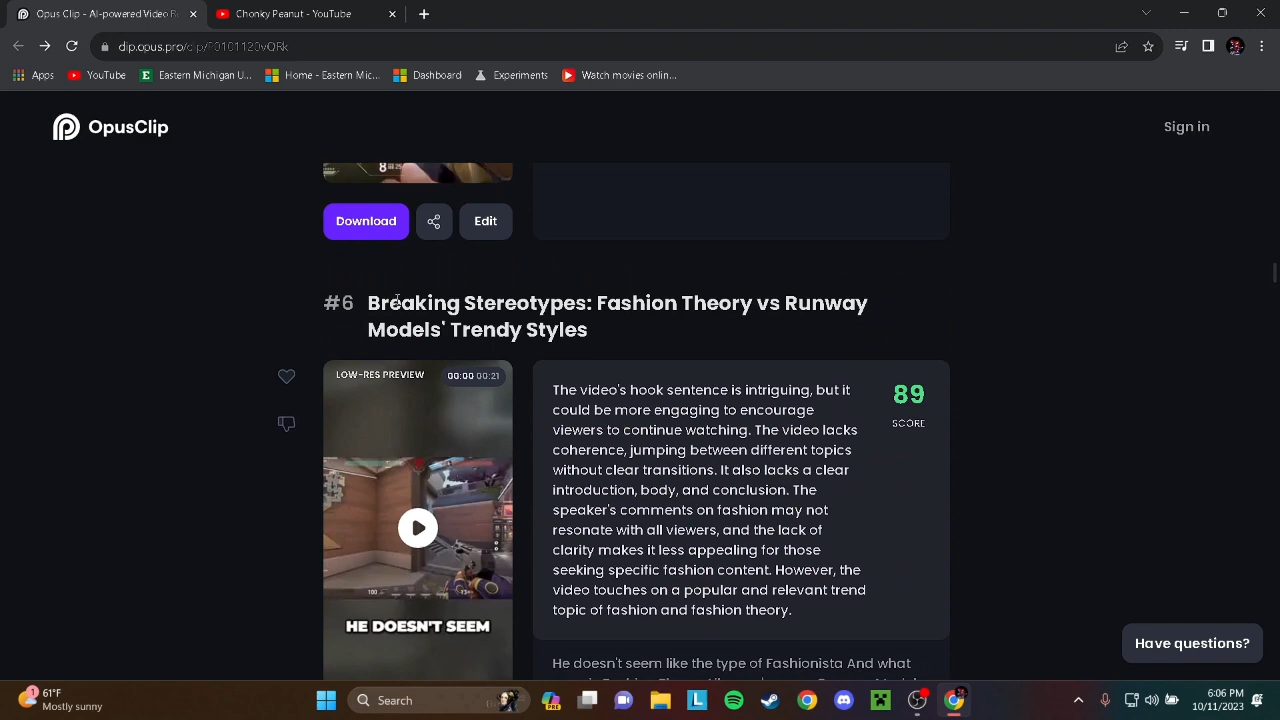 Opus Clip - AI-powered Video R
Chonky Peanut - YouTube
Apps
YouTube
Eastern Michigan U...
Home - Eastern Mic...
Dashboard
Experiments
Watch movies onlin...
OpusClip
Sign in
Download
Edit
#6 Breaking Stereotypes: Fashion Theory vs Runway
Models' Trendy Styles
LOW-RES PREVIEW 00:00 00:21
The video's hook sentence is intriguing, but it
could be more engaging to encourage
viewers to continue watching. The video lacks
coherence, jumping between different topics
without clear transitions. It also lacks a clear
introduction, body, and conclusion. The
speaker's comments on fashion may not
resonate with all viewers, and the lack of
clarity makes it less appealing for those
seeking specific fashion content. However, the
video touches on a popular and relevant trend
topic of fashion and fashion theory.
89
SCORE
100
HE DOESN'T SEEM
He doesn't seem like the type of Fashionista And what
Have questions?
1
61°F
Mostly sunny
Search
6:06 PM
10/11/2023